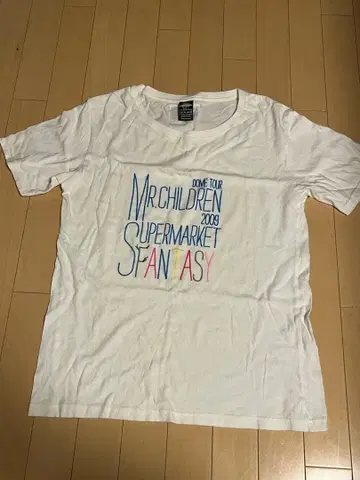 DOME TOUR
MR.CHILDREN
2009
SUPERMARKET
FANTASY